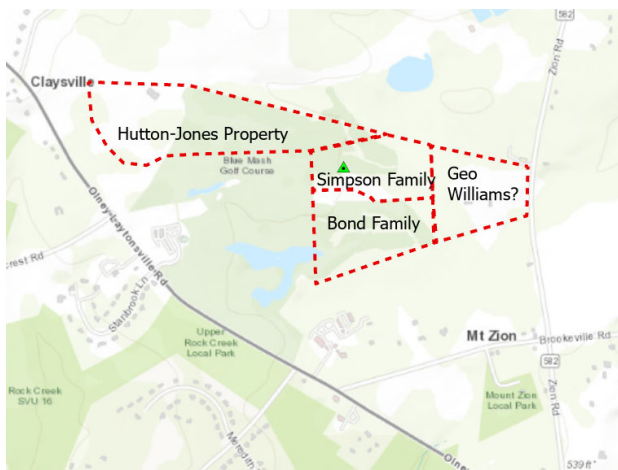 582
Zion Rd
Claysville
Hutton-Jones Property
Blue Mash
Golf Course
Simpson Family
Geo
Williams?
Bond Family
Olney-Laytonsville Rd
crest Rd
Stanbrook Ln
Upper
Rock Creek
Local Park
Mt Zion
Brookeville Rd
582
Rock Creek
SVU 16
Mount Zion
Local Park
Zion Rd
Meredith
Olney
539 ft